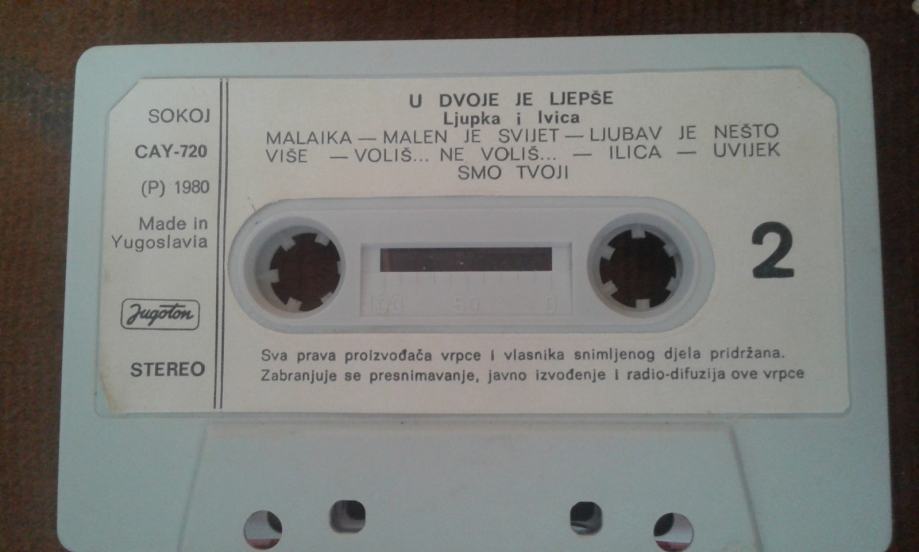 SOKOJ
CAY-720
(P) 1980
Made in
Yugoslavia
Jugoton
STEREO
U DVOJE JE LJEPŠE
Ljupka i Ivica
MALAIKA — MALEN JE SVIJET — LJUBAV JE NEŠTO
VIŠE — VOLIŠ... NE VOLIŠ... — ILICA — UVIJEK
SMO TVOJI
2
100 50 0
Sva prava proizvođača vrpce i vlasnika snimljenog djela pridržana.
Zabranjuje se presnimavanje, javno izvođenje i radio-difuzija ove vrpce